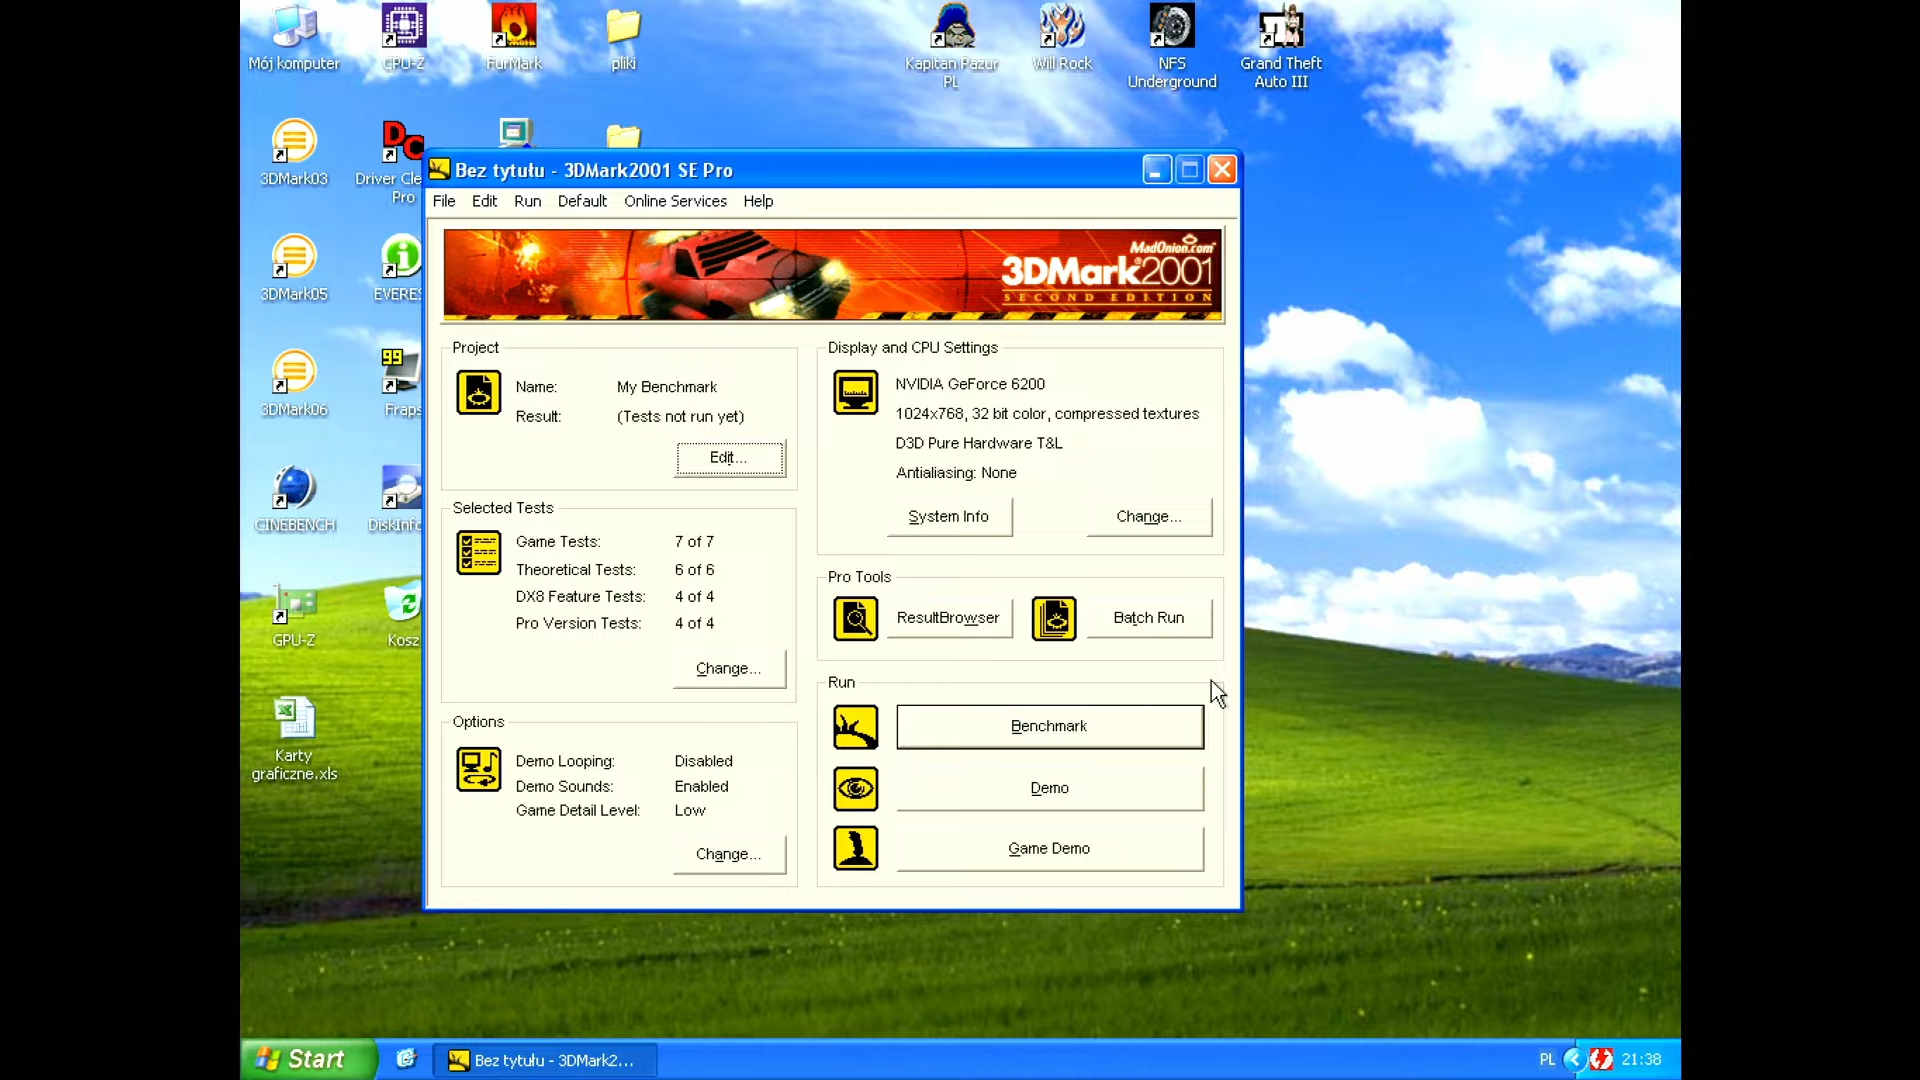 Mój komputer
CPU-Z
FurMark
pliki
Kapitan Pazur
PL
Will Rock
NFS
Underground
Grand Theft
Auto III
3DMark03
Driver Cle
Pro
3DMark05
EVERES
99
3DMark06
Fraps
CINEBENCH
DiskInfo
GPU-Z
Kosz
Karty
graficzne.xls
Bez tytułu - 3DMark2001 SE Pro
File Edit Run Default Online Services Help
MadOnion.com
3DMark2001
SECOND EDITION
Project
Name: My Benchmark
Result: (Tests not run yet)
Edit...
Selected Tests
Game Tests: 7 of 7
Theoretical Tests: 6 of 6
DX8 Feature Tests: 4 of 4
Pro Version Tests: 4 of 4
Change...
Options
Demo Looping: Disabled
Demo Sounds: Enabled
Game Detail Level: Low
Change...
Display and CPU Settings
NVIDIA GeForce 6200
1024x768, 32 bit color, compressed textures
D3D Pure Hardware T&L
Antialiasing: None
System Info Change...
Pro Tools
ResultBrowser Batch Run
Run
Benchmark
Demo
Game Demo
Start
Bez tytułu - 3DMark2...
PL
21:38